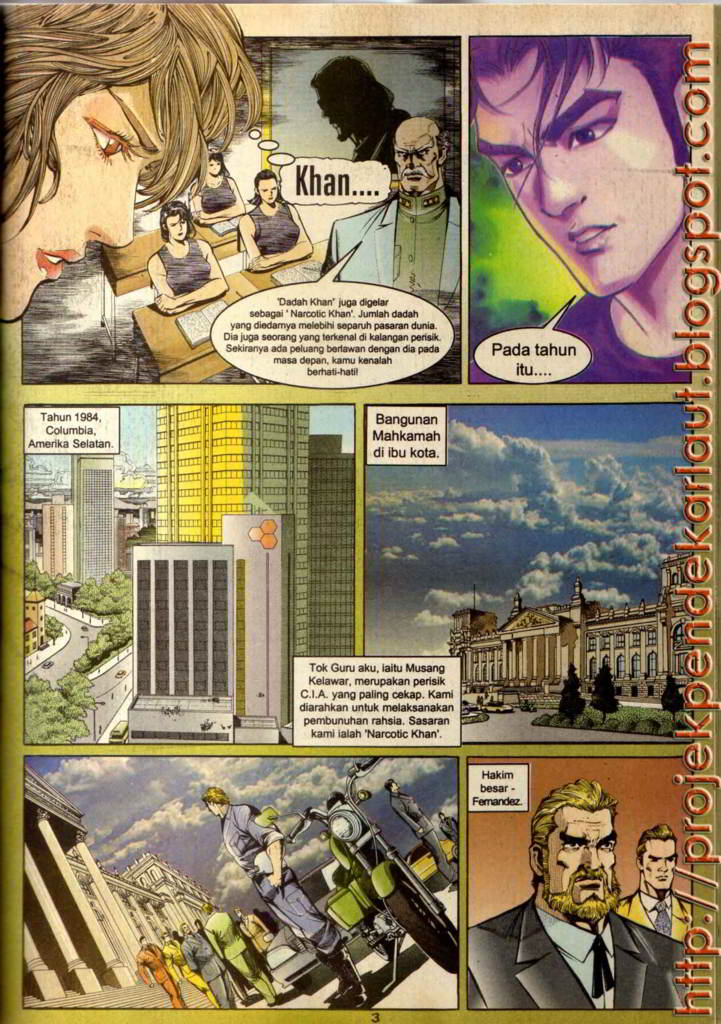 Khan....
'Dadah Khan' juga digelar
sebagai ' Narcotic Khan'. Jumlah dadah
yang diedarnya melebihi separuh pasaran dunia.
Dia juga seorang yang terkenal di kalangan perisik.
Sekiranya ada peluang berlawan dengan dia pada
masa depan, kamu kenalah
berhati-hati!
Pada tahun
itu....
Tahun 1984,
Columbia,
Amerika Selatan.
Bangunan
Mahkamah
di ibu kota.
Tok Guru aku, iaitu Musang
Kelawar, merupakan perisik
C.I.A. yang paling cekap. Kami
diarahkan untuk melaksanakan
pembunuhan rahsia. Sasaran
kami ialah 'Narcotic Khan'.
Hakim
besar -
Fernandez.
3
http://projekpendekarlaut.blogspot.com